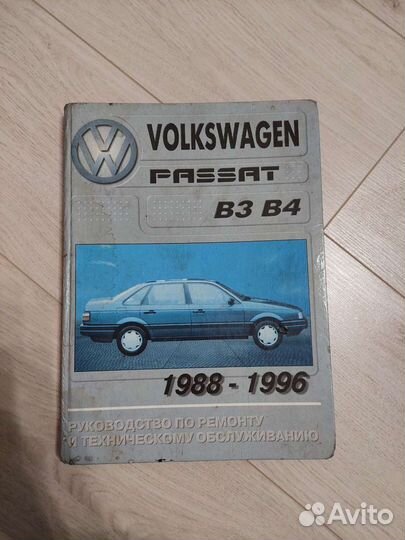 VOLKSWAGEN
PASSAT
B3 B4
1988 - 1996
РУКОВОДСТВО ПО РЕМОНТУ
И ТЕХНИЧЕСКОМУ ОБСЛУЖИВАНИЮ
Avito